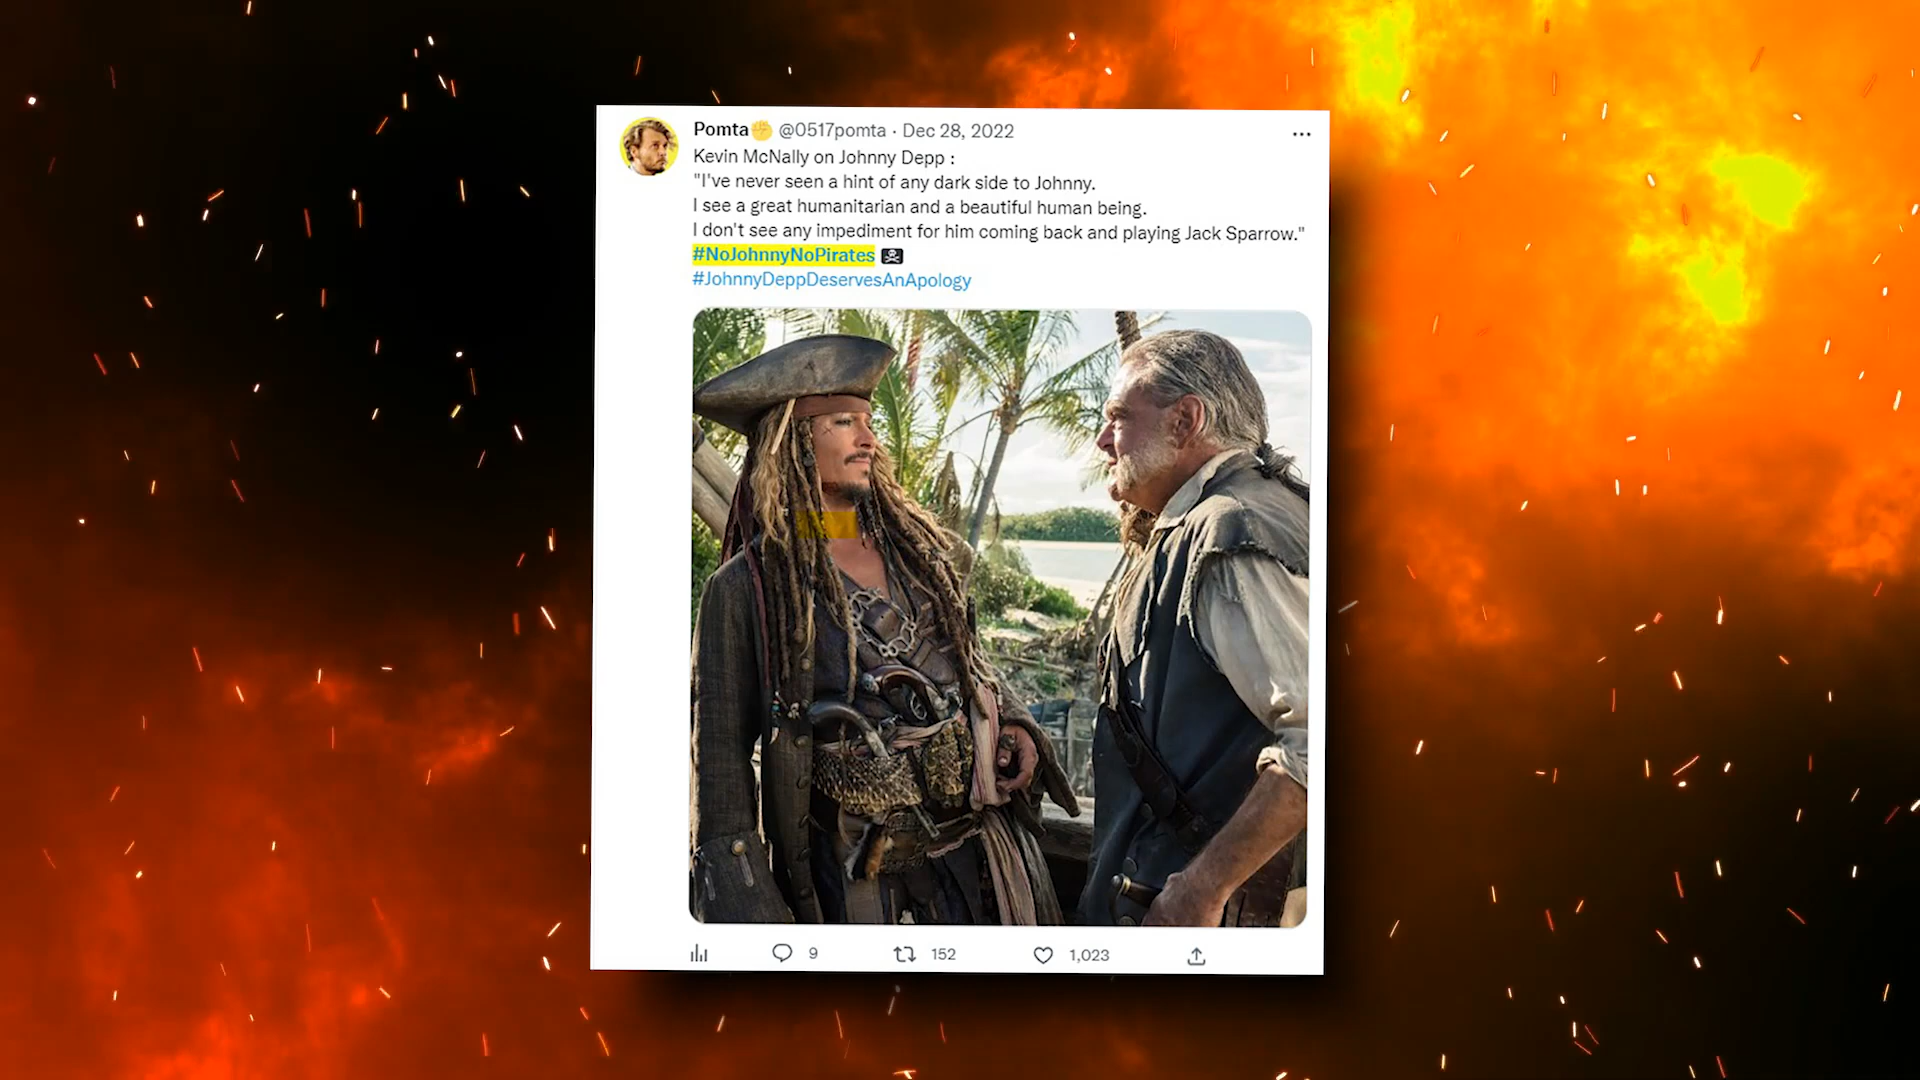 Pomta✊ @0517pomta · Dec 28, 2022
Kevin McNally on Johnny Depp :
"I've never seen a hint of any dark side to Johnny.
I see a great humanitarian and a beautiful human being.
I don't see any impediment for him coming back and playing Jack Sparrow."
#NoJohnnyNoPirates 🏴‍☠️
#JohnnyDeppDeservesAnApology
9 152 1,023